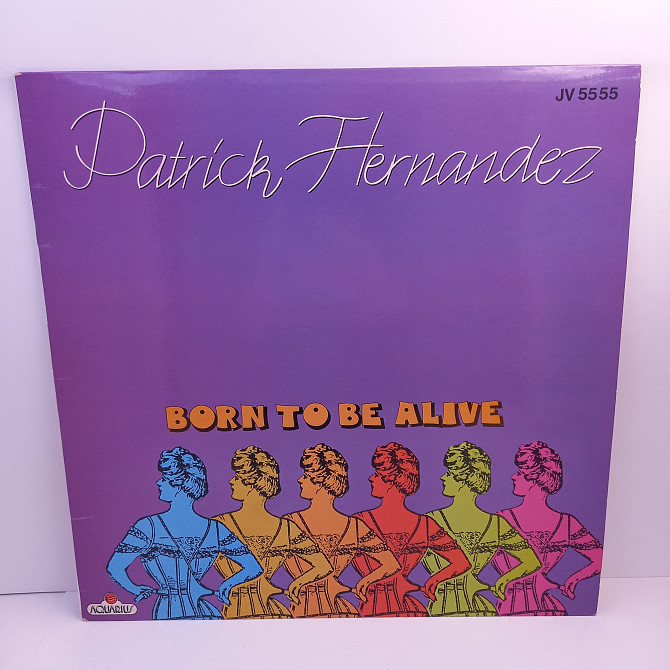 JV 5555
Patrick Hernandez
BORN TO BE ALIVE
AQUARIUS